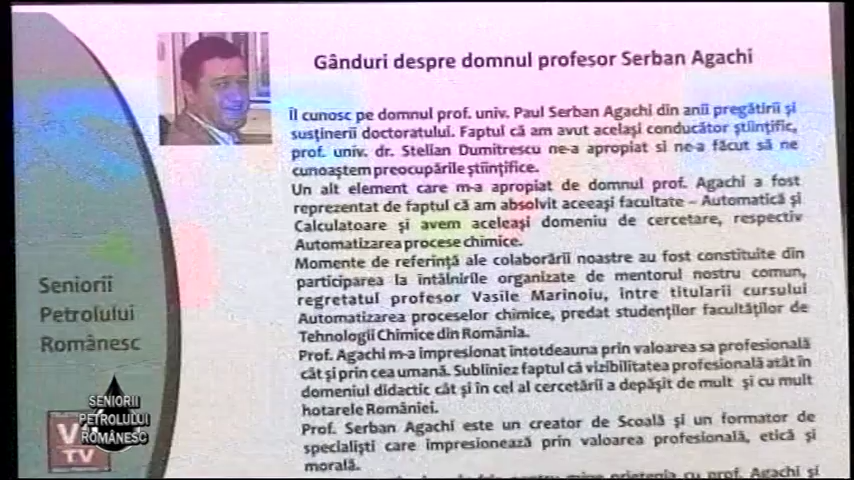 Gânduri despre domnul profesor Serban Agachi
Îl cunosc pe domnul prof. univ. Paul Serban Agachi din anii pregătirii și
susținerii doctoratului. Faptul că am avut același conducător științific,
prof. univ. dr. Stelian Dumitrescu ne-a apropiat si ne-a făcut să ne
cunoaștem preocupările științifice.
Un alt element care m-a apropiat de domnul prof. Agachi a fost
reprezentat de faptul că am absolvit aceeași facultate – Automatică și
Calculatoare și avem aceleași domeniu de cercetare, respectiv
Automatizarea procese chimice.
Momente de referință ale colaborării noastre au fost constituite din
participarea la întâlnirile organizate de mentorul nostru comun,
regretatul profesor Vasile Marinoiu, între titularii cursului
Automatizarea proceselor chimice, predat studenților facultăților de
Tehnologii Chimice din România.
Prof. Agachi m-a impresionat întotdeauna prin valoarea sa profesională
cât și prin cea umană. Subliniez faptul că vizibilitatea profesională atât în
domeniul didactic cât și în cel al cercetării a depășit de mult și cu mult
hotarele României.
Prof. Serban Agachi este un creator de Scoală și un formator de
specialiști care impresionează prin valoarea profesională, etică și
morală.
prietenia cu prof. Agachi și
Seniorii
Petrolului
Românesc
SENIORII
PETROLULUI
ROMÂNESC
V
TV